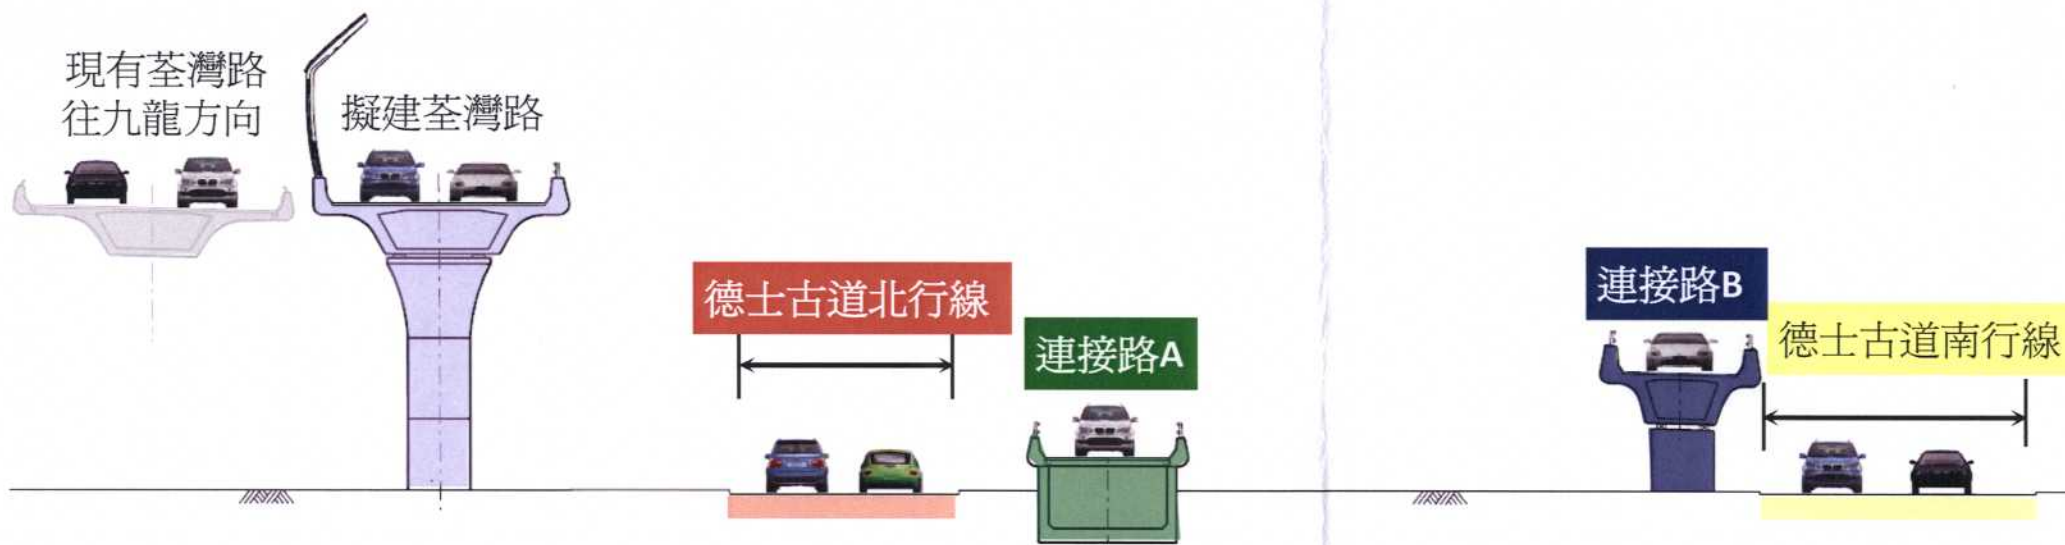 現有荃灣路
往九龍方向
擬建荃灣路
德士古道北行線
連接路A
連接路B
德士古道南行線